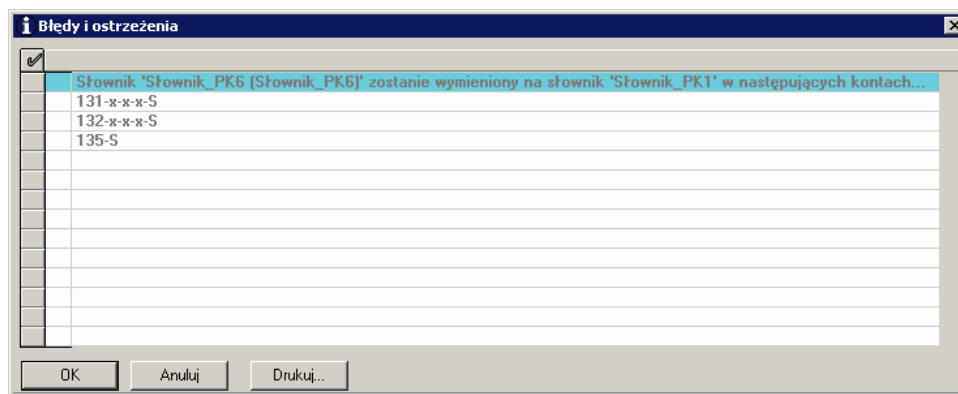 Błędy i ostrzeżenia
Słownik 'Słownik_PK6 (Słownik_PK6)' zostanie wymieniony na słownik 'Słownik_PK1' w następujących kontach...
131-x-x-x-S
132-x-x-x-S
135-S
OK Anuluj Drukuj...